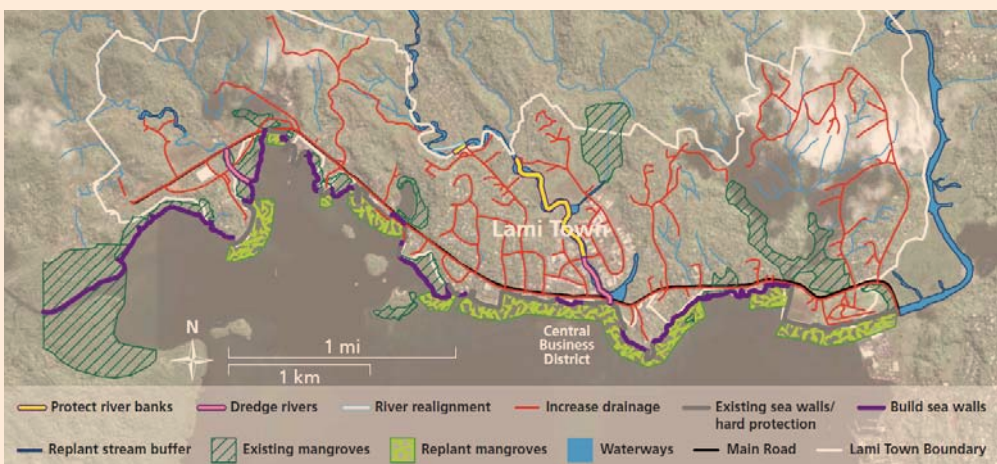 Lami Town
Central
Business
District
N
1 mi
1 km
Protect river banks
Dredge rivers
River realignment
Increase drainage
Existing sea walls/
hard protection
Build sea walls
Replant stream buffer
Existing mangroves
Replant mangroves
Waterways
Main Road
Lami Town Boundary